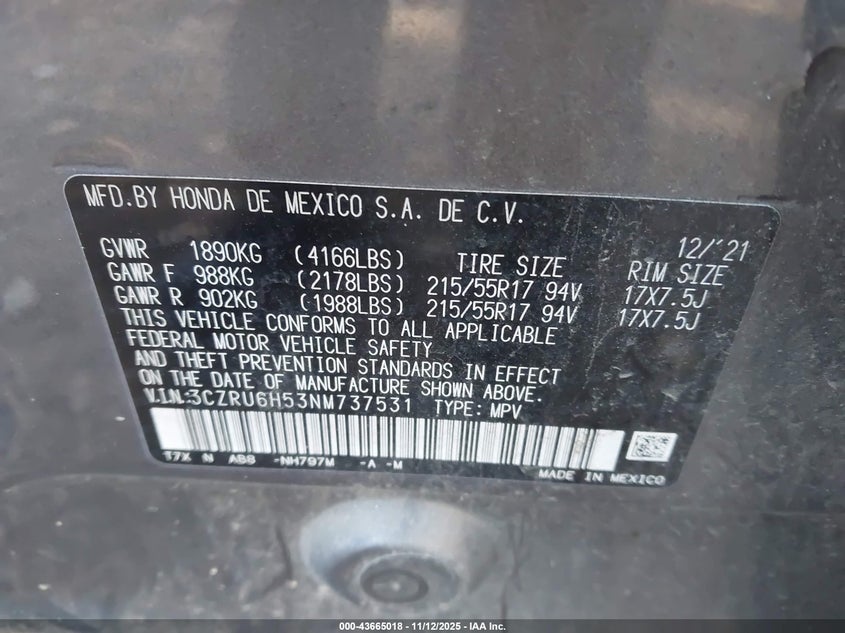 MFD.BY HONDA DE MEXICO S.A. DE C.V.
12/'21
GVWR 1890KG (4166LBS) TIRE SIZE RIM SIZE
GAWR F 988KG (2178LBS) 215/55R17 94V 17X7.5J
GAWR R 902KG (1988LBS) 215/55R17 94V 17X7.5J
THIS VEHICLE CONFORMS TO ALL APPLICABLE
FEDERAL MOTOR VEHICLE SAFETY
AND THEFT PREVENTION STANDARDS IN EFFECT
ON THE DATE OF MANUFACTURE SHOWN ABOVE.
V.I.N.:3CZRU6H53NM737531 TYPE: MPV
T7X N ABS -NH797M -A -M
MADE IN MEXICO
000-43665018 - 11/12/2025 - IAA Inc.